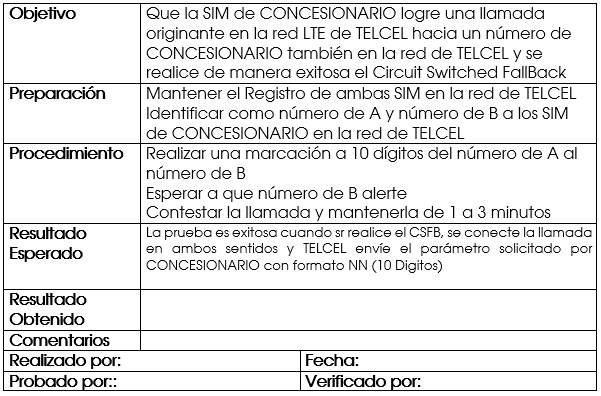 Objetivo
Que la SIM de CONCESIONARIO logre una llamada
originante en la red LTE de TELCEL hacia un número de
CONCESIONARIO también en la red de TELCEL y se
realice de manera exitosa el Circuit Switched FallBack
Preparación
Mantener el Registro de ambas SIM en la red de TELCEL
Identificar como número de A y número de B a los SIM
de CONCESIONARIO en la red de TELCEL
Procedimiento
Realizar una marcación a 10 dígitos del número de A al
número de B
Esperar a que número de B alerte
Contestar la llamada y mantenerla de 1 a 3 minutos
Resultado
Esperado
La prueba es exitosa cuando sr realice el CSFB, se conecte la llamada
en ambos sentidos y TELCEL envíe el parámetro solicitado por
CONCESIONARIO con formato NN (10 Digitos)
Resultado
Obtenido
Comentarios
Realizado por:
Fecha:
Probado por::
Verificado por: